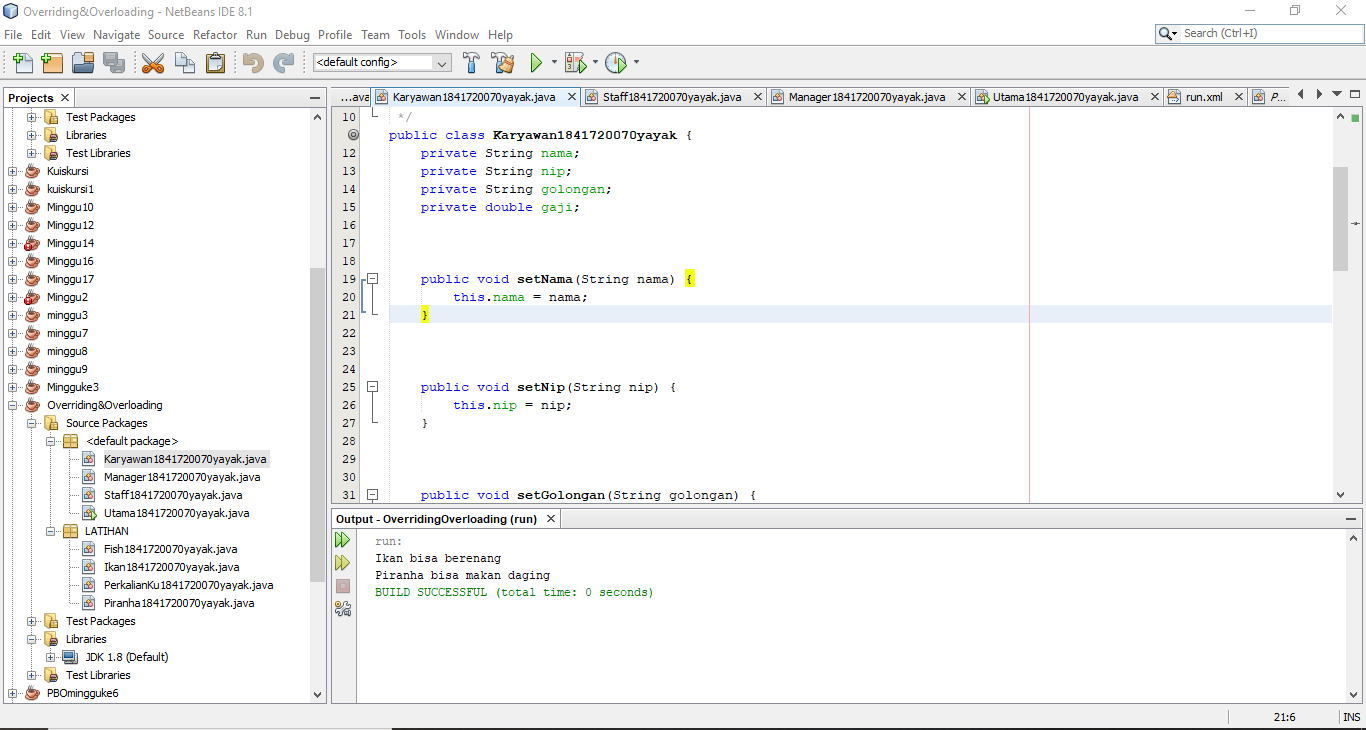 Overriding&Overloading - NetBeans IDE 8.1
File Edit View Navigate Source Refactor Run Debug Profile Team Tools Window Help
Search (Ctrl+I)
<default config>
Projects
Test Packages
Libraries
Test Libraries
Kuiskursi
kuiskursi1
Minggu10
Minggu12
Minggu14
Minggu16
Minggu17
Minggu2
minggu3
minggu7
minggu8
minggu9
Mingguke3
Overriding&Overloading
Source Packages
<default package>
Karyawan1841720070yayak.java
Manager1841720070yayak.java
Staff1841720070yayak.java
Utama1841720070yayak.java
LATIHAN
Fish1841720070yayak.java
Ikan1841720070yayak.java
PerkalianKu1841720070yayak.java
Piranha1841720070yayak.java
Test Packages
Libraries
JDK 1.8 (Default)
Test Libraries
PBOmingguke6
...ava Karyawan1841720070yayak.java Staff1841720070yayak.java Manager1841720070yayak.java Utama1841720070yayak.java run.xml P...
10 */
public class Karyawan1841720070yayak {
12 private String nama;
13 private String nip;
14 private String golongan;
15 private double gaji;
16
17
18
19 public void setNama(String nama) {
20 this.nama = nama;
21 }
22
23
24
25 public void setNip(String nip) {
26 this.nip = nip;
27 }
28
29
30
31 public void setGolongan(String golongan) {
Output - OverridingOverloading (run)
run:
Ikan bisa berenang
Piranha bisa makan daging
BUILD SUCCESSFUL (total time: 0 seconds)
21:6 INS